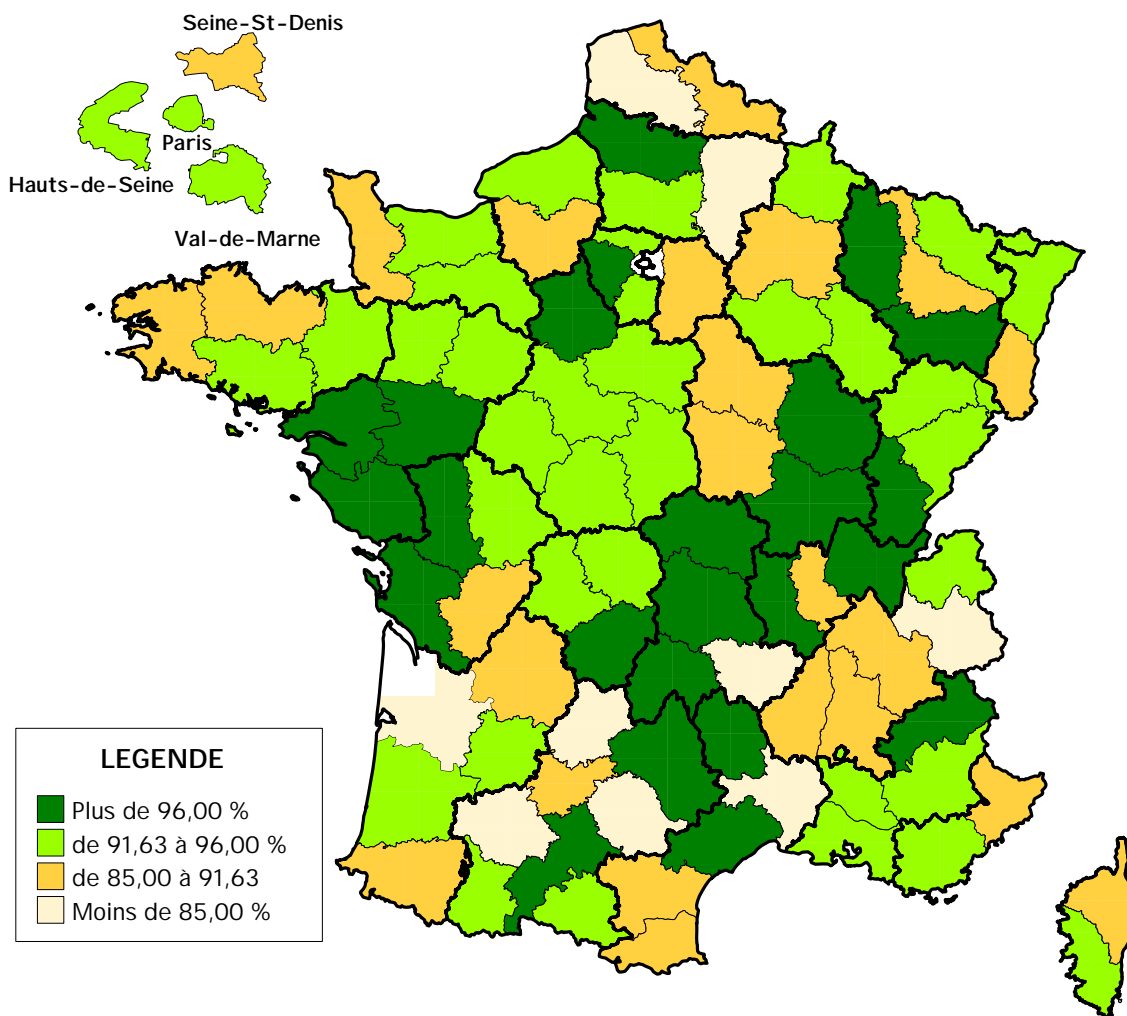 Seine-St-Denis
Paris
Hauts-de-Seine
Val-de-Marne
LEGENDE
Plus de 96,00 %
de 91,63 à 96,00 %
de 85,00 à 91,63
Moins de 85,00 %